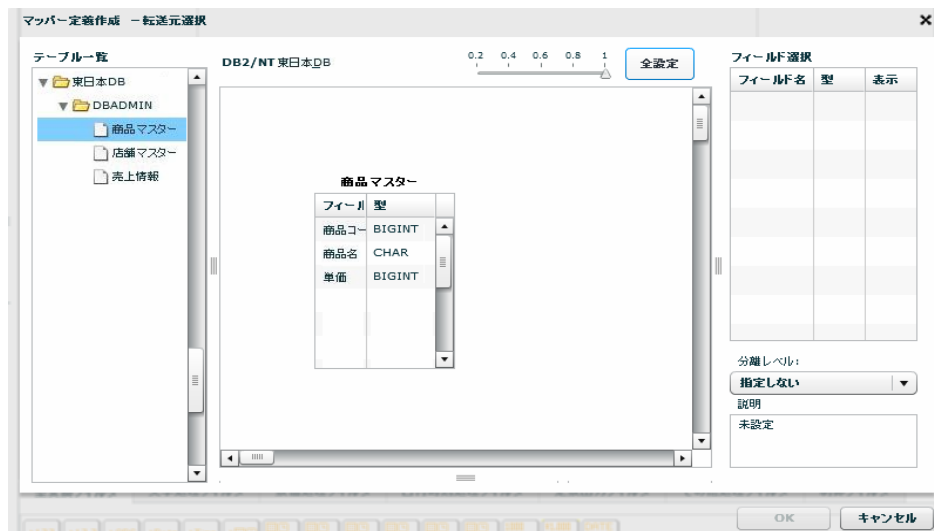 マッパー定義作成 －転送元選択
テーブル一覧
東日本DB
DBADMIN
商品マスター
店舗マスター
売上情報
DB2/NT 東日本DB
0.2 0.4 0.6 0.8 1
全設定
商品マスター
フィール 型
商品コー BIGINT
商品名 CHAR
単価 BIGINT
フィールド選択
フィールド名 型 表示
分離レベル:
指定しない
説明
未設定
OK キャンセル